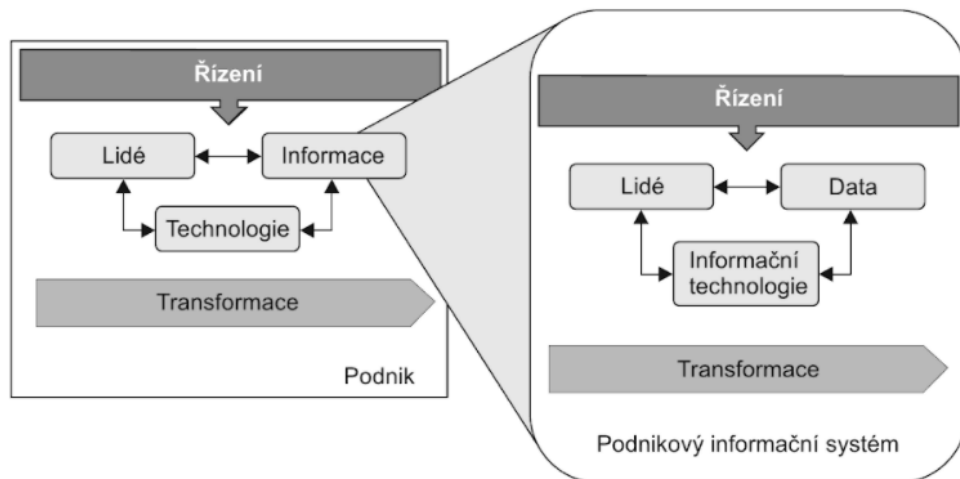 Řízení
Lidé
Informace
Technologie
Transformace
Podnik
Řízení
Lidé
Data
Informační
technologie
Transformace
Podnikový informační systém